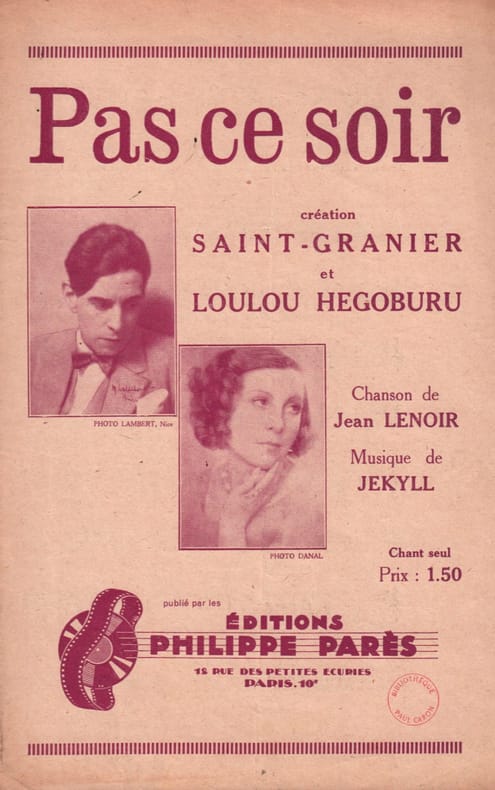 Pas ce soir
création
SAINT-GRANIER
et
LOULOU HEGOBURU
PHOTO LAMBERT, Nice
Chanson de
Jean LENOIR
Musique de
JEKYLL
PHOTO DANAL
Chant seul
Prix : 1.50
publié par les
ÉDITIONS
PHILIPPE PARÈS
18 RUE DES PETITES ECURIES
PARIS.10e
BIBLIOTHÈQUE
PAUL CARON